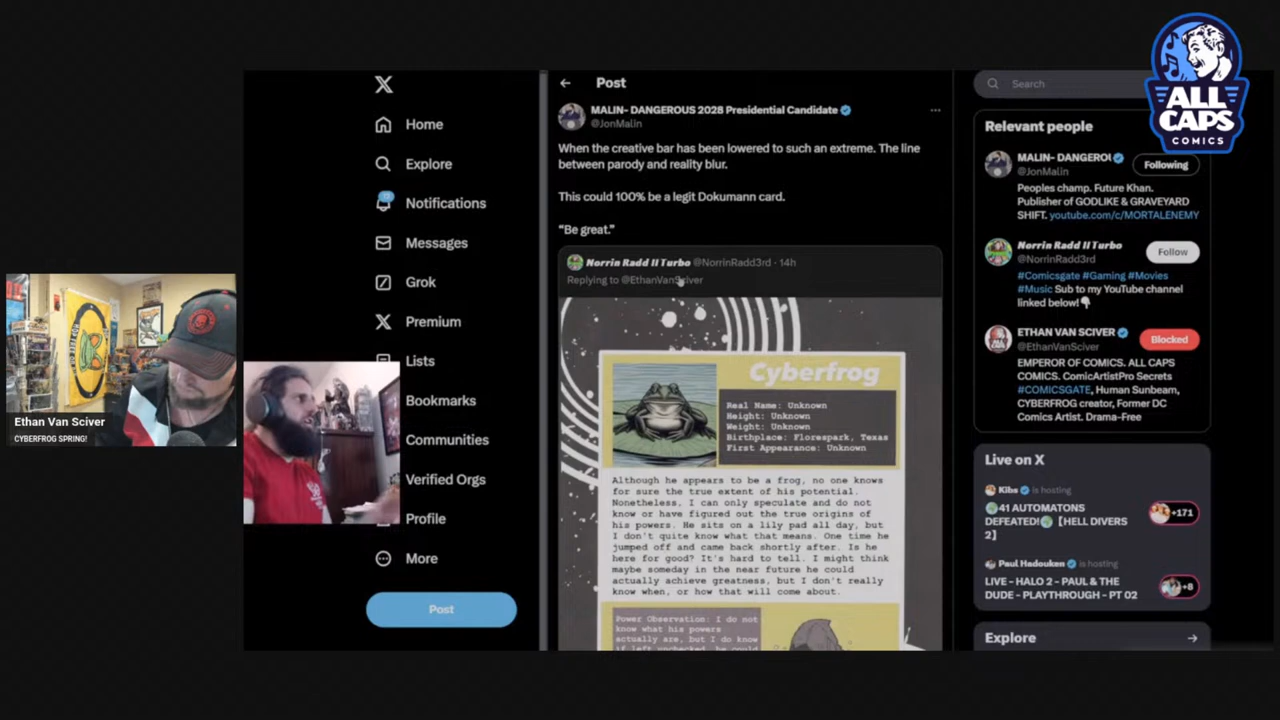 ALL
CAPS
COMICS
Ethan Van Sciver
CYBERFROG SPRING!
Home
Explore
Notifications
Messages
Grok
Premium
Lists
Bookmarks
Communities
Verified Orgs
Profile
More
Post
Post
MALIN- DANGEROUS 2028 Presidential Candidate
@JonMalin
When the creative bar has been lowered to such an extreme. The line
between parody and reality blur.
This could 100% be a legit Dokumann card.
“Be great.”
Norrin Radd II Turbo @NorrinRadd3rd · 14h
Replying to @EthanVanSciver
Cyberfrog
Real Name: Unknown
Height: Unknown
Weight: Unknown
Birthplace: Florespark, Texas
First Appearance: Unknown
Although he appears to be a frog, no one knows
for sure the true extent of his potential.
Nonetheless, I can only speculate and do not
know or have figured out the true origins of
his powers. He sits on a lily pad all day, but
I don't quite know what that means. One time he
jumped off and came back shortly after. Is he
here for good? It's hard to tell. I might think
maybe someday in the near future he could
actually achieve greatness, but I don't really
know when, or how that will come about.
Power Observation: I do not
know what his powers
actually are, but I do know
if left unchecked, he could
Search
Relevant people
MALIN- DANGEROU
Following
@JonMalin
Peoples champ. Future Khan.
Publisher of GODLIKE & GRAVEYARD
SHIFT. youtube.com/c/MORTALENEMY
Norrin Radd II Turbo
Follow
@NorrinRadd3rd
#Comicsgate #Gaming #Movies
#Music Sub to my YouTube channel
linked below!
ETHAN VAN SCIVER
Blocked
@EthanVanSciver
EMPEROR OF COMICS. ALL CAPS
COMICS. ComicArtistPro Secrets
#COMICSGATE, Human Sunbeam,
CYBERFROG creator, Former DC
Comics Artist. Drama-Free
Live on X
Kibs is hosting
41 AUTOMATONS
DEFEATED! 【HELL DIVERS
2】
+171
Paul Hadouken is hosting
LIVE - HALO 2 - PAUL & THE
DUDE - PLAYTHROUGH - PT 02
+8
Explore